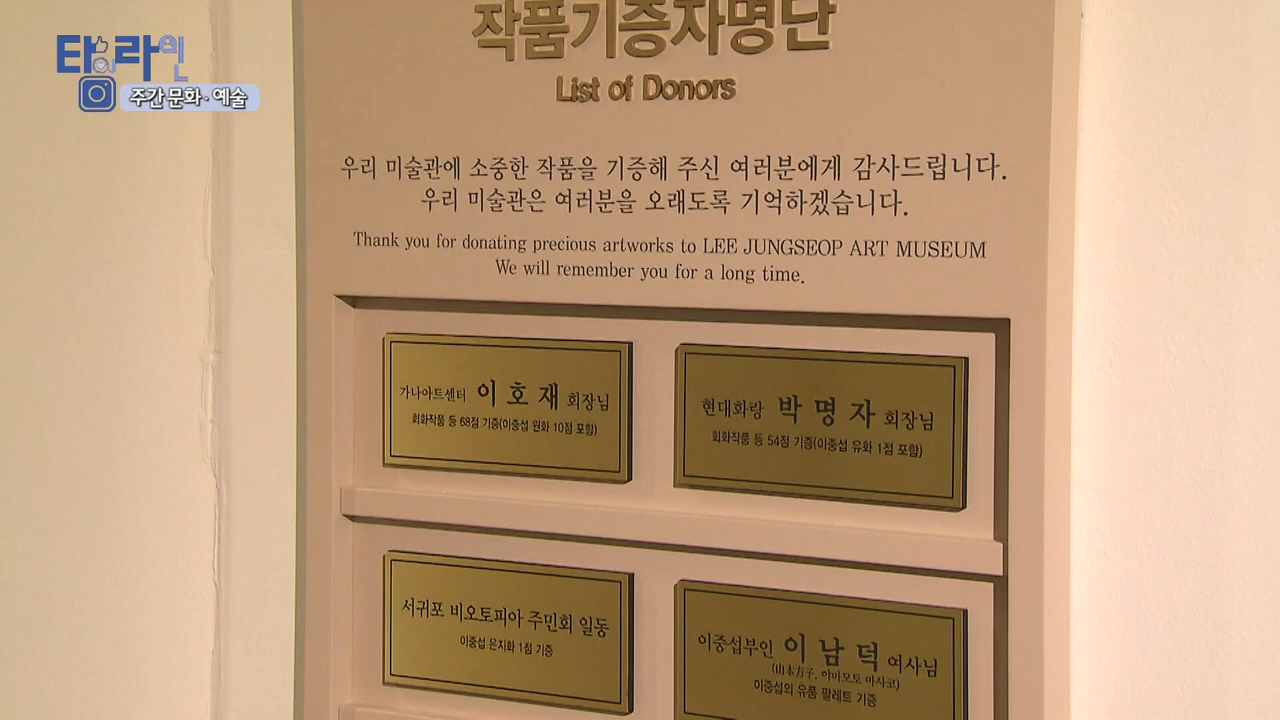 탐라인
주간 문화·예술
작품기증자명단
List of Donors
우리 미술관에 소중한 작품을 기증해 주신 여러분에게 감사드립니다.
우리 미술관은 여러분을 오래도록 기억하겠습니다.
Thank you for donating precious artworks to LEE JUNGSEOP ART MUSEUM
We will remember you for a long time.
가나아트센터 이호재 회장님
회화작품 등 68점 기증(이중섭 원화 10점 포함)
현대화랑 박명자 회장님
회화작품 등 54점 기증(이중섭 유화 1점 포함)
서귀포 비오토피아 주민회 일동
이중섭 은지화 1점 기증
이중섭부인 이남덕 여사님
(山本方子, 야마모토 마사코)
이중섭의 유품 팔레트 기증